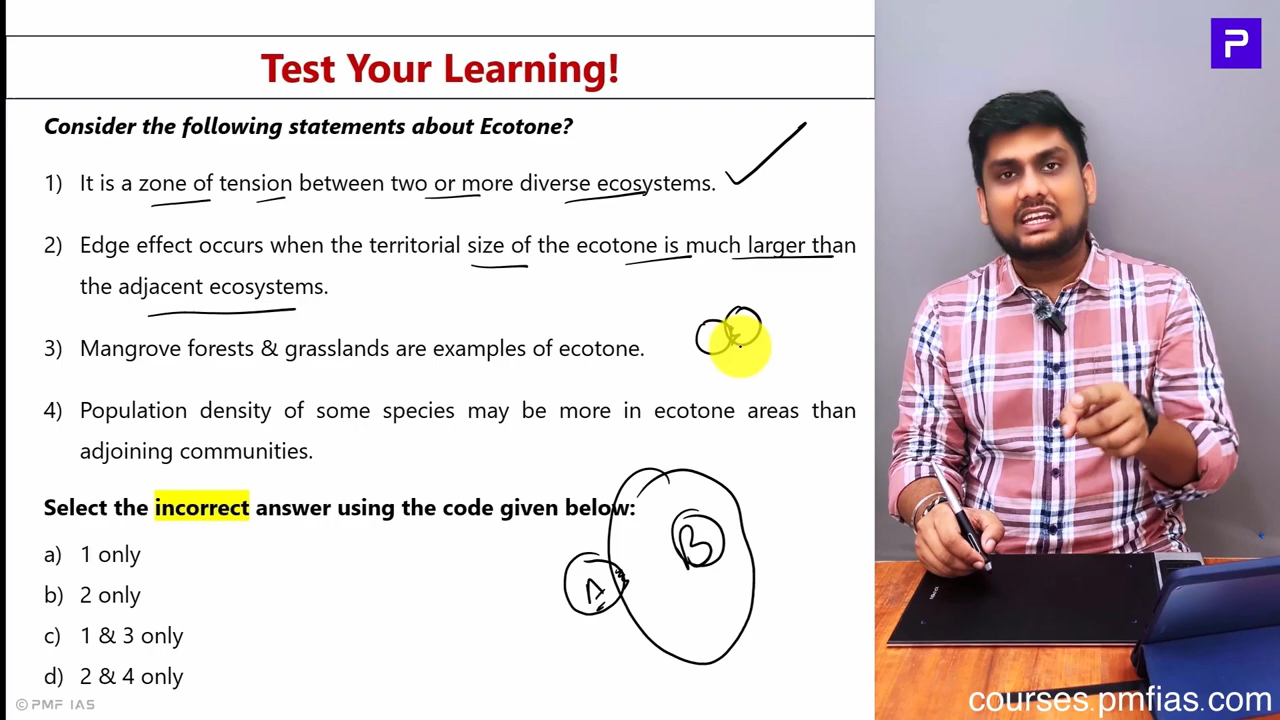 P
Test Your Learning!
Consider the following statements about Ecotone?
1) It is a zone of tension between two or more diverse ecosystems.
2) Edge effect occurs when the territorial size of the ecotone is much larger than
the adjacent ecosystems.
3) Mangrove forests & grasslands are examples of ecotone.
4) Population density of some species may be more in ecotone areas than
adjoining communities.
Select the incorrect answer using the code given below:
B
A
a) 1 only
b) 2 only
c) 1 & 3 only
d) 2 & 4 only
© PMF IAS
courses.pmfias.com